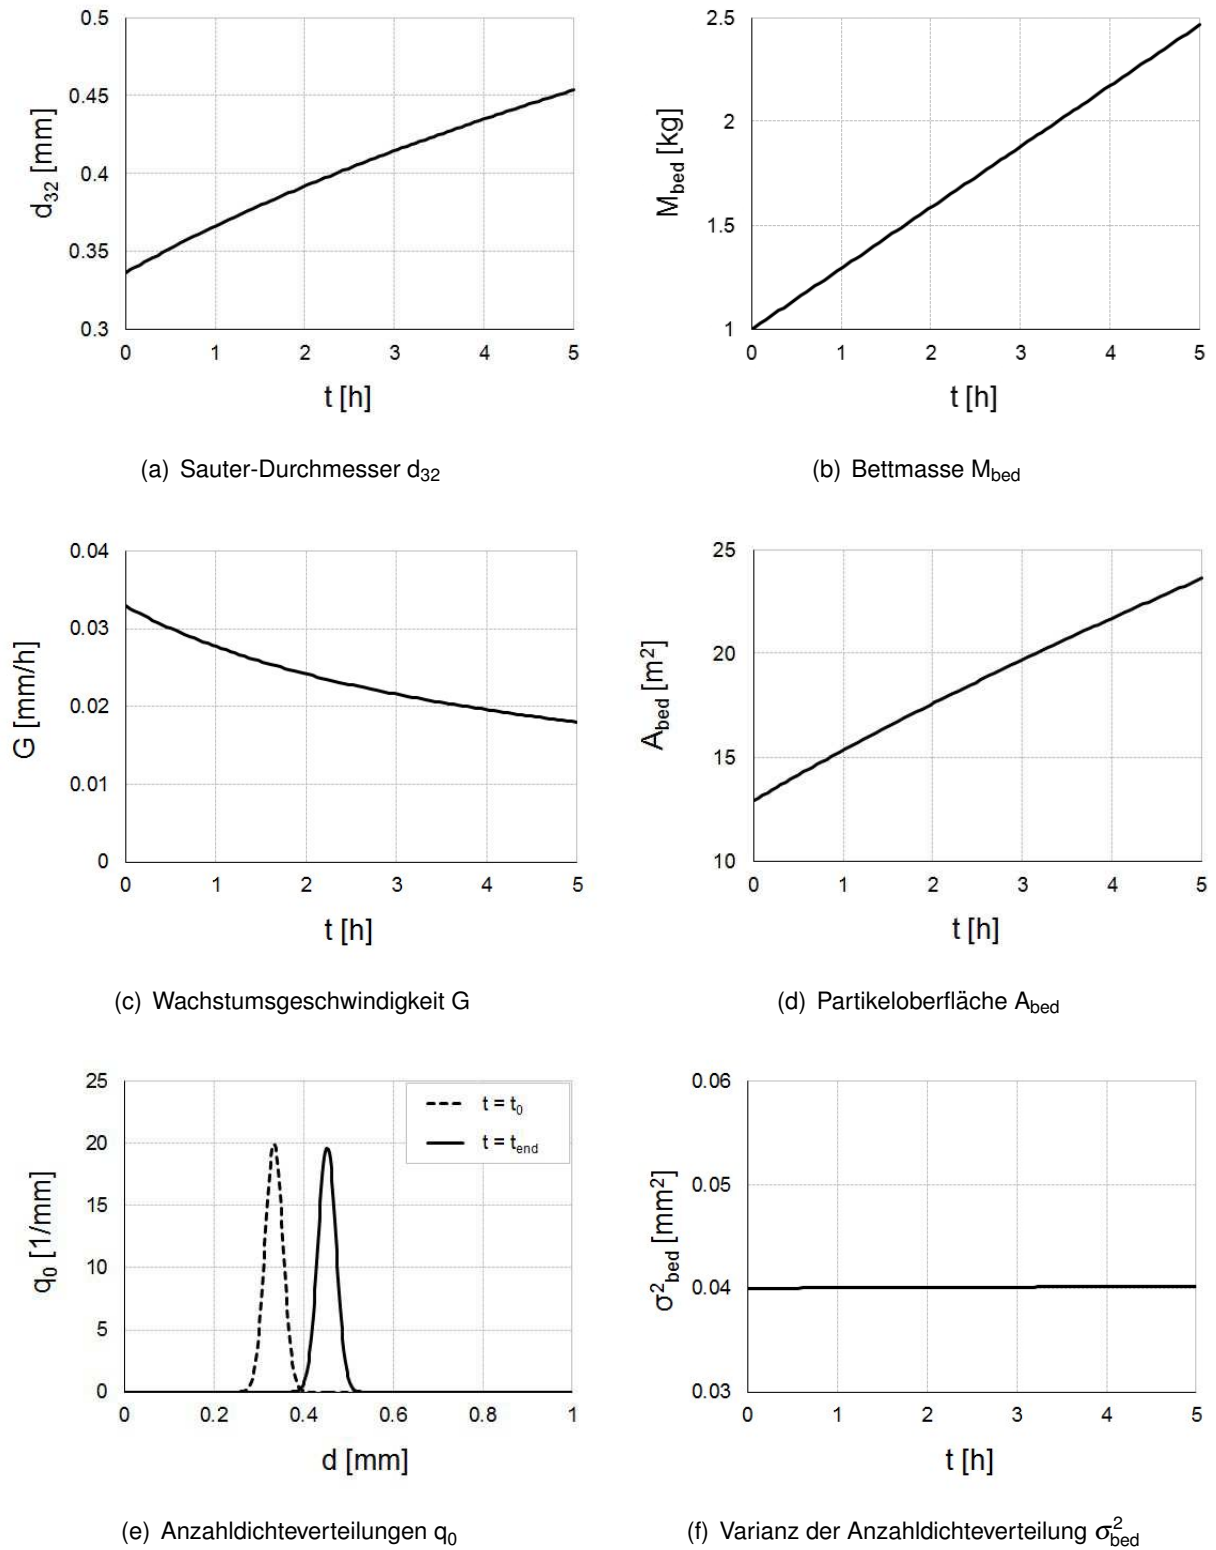 0.5
0.45
0.4
0.35
0.3
d32 [mm]
0 1 2 3 4 5
t [h]
(a) Sauter-Durchmesser d32
2.5
2
1.5
1
Mbed [kg]
0 1 2 3 4 5
t [h]
(b) Bettmasse Mbed
0.04
0.03
0.02
0.01
0
G [mm/h]
0 1 2 3 4 5
t [h]
(c) Wachstumsgeschwindigkeit G
25
20
15
10
Abed [m²]
0 1 2 3 4 5
t [h]
(d) Partikeloberfläche Abed
25
20
15
10
5
0
q0 [1/mm]
t = t0
t = tend
0 0.2 0.4 0.6 0.8 1
d [mm]
(e) Anzahldichteverteilungen q0
0.06
0.05
0.04
0.03
σ²bed [mm²]
0 1 2 3 4 5
t [h]
(f) Varianz der Anzahldichteverteilung σ²bed